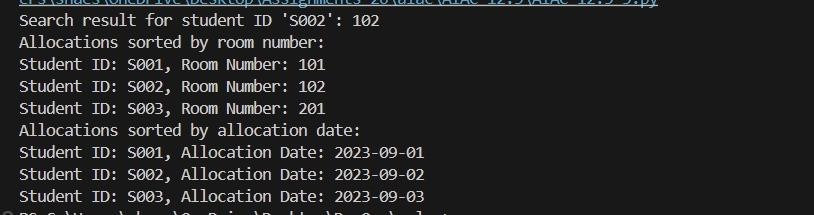 Search result for student ID 'S002': 102
Allocations sorted by room number:
Student ID: S001, Room Number: 101
Student ID: S002, Room Number: 102
Student ID: S003, Room Number: 201
Allocations sorted by allocation date:
Student ID: S001, Allocation Date: 2023-09-01
Student ID: S002, Allocation Date: 2023-09-02
Student ID: S003, Allocation Date: 2023-09-03